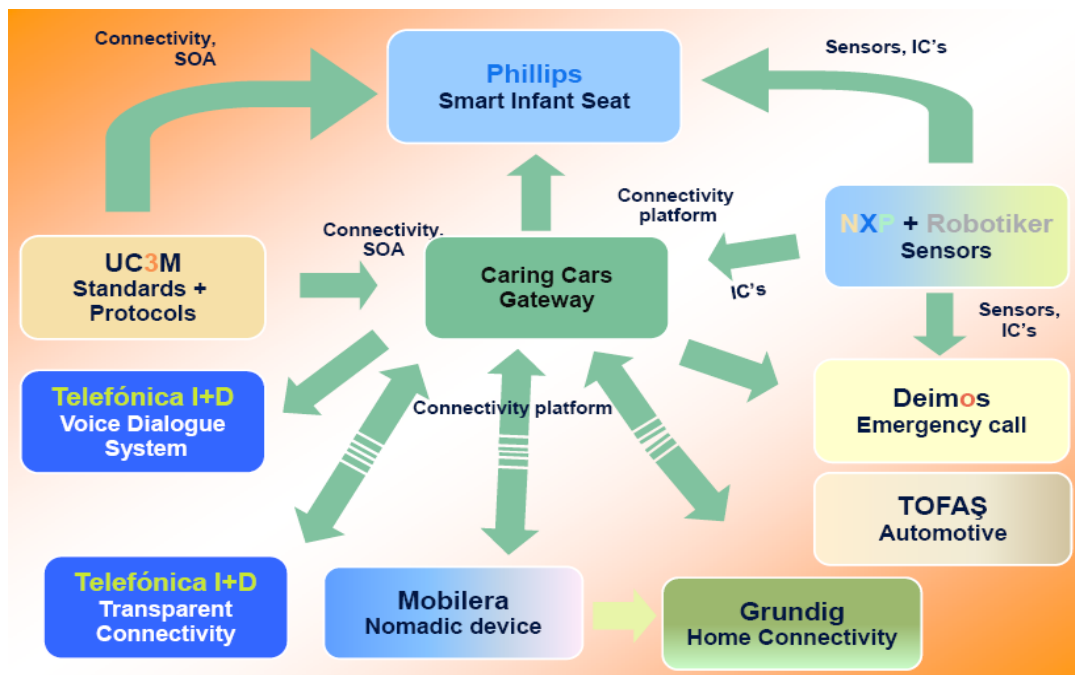 Connectivity,
SOA
Phillips
Smart Infant Seat
Sensors, IC's
Connectivity
platform
NXP + Robotiker
Sensors
Connectivity.
SOA
UC3M
Standards +
Protocols
Caring Cars
Gateway
IC's
Sensors,
IC's
Telefónica I+D
Voice Dialogue
System
Connectivity platform
Deimos
Emergency call
TOFAŞ
Automotive
Telefónica I+D
Transparent
Connectivity
Mobilera
Nomadic device
Grundig
Home Connectivity